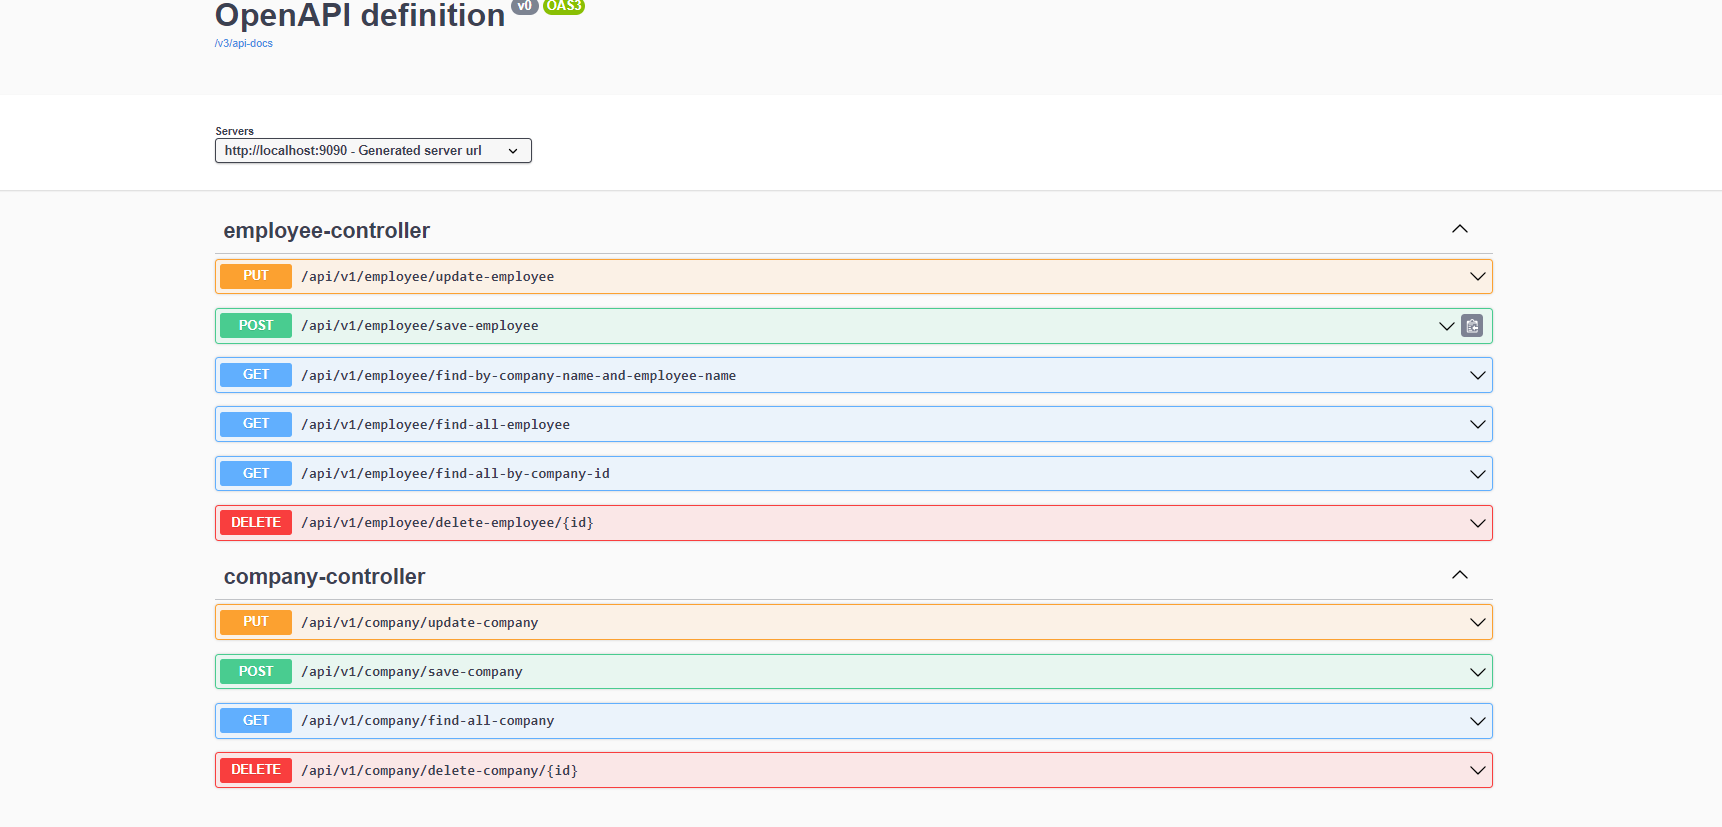 OpenAPI definition v0 OAS3
/v3/api-docs
Servers
http://localhost:9090 - Generated server url
employee-controller
PUT /api/v1/employee/update-employee
POST /api/v1/employee/save-employee
GET /api/v1/employee/find-by-company-name-and-employee-name
GET /api/v1/employee/find-all-employee
GET /api/v1/employee/find-all-by-company-id
DELETE /api/v1/employee/delete-employee/{id}
company-controller
PUT /api/v1/company/update-company
POST /api/v1/company/save-company
GET /api/v1/company/find-all-company
DELETE /api/v1/company/delete-company/{id}